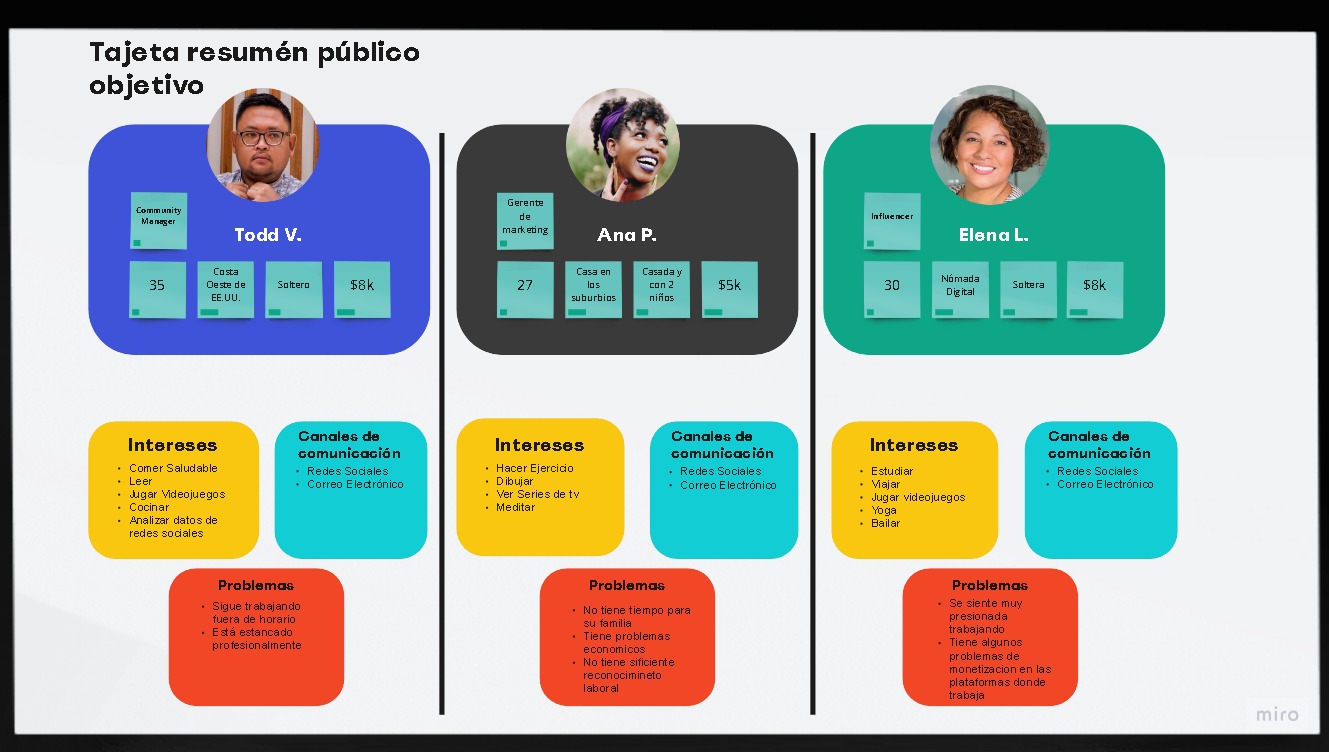 Tajeta resumén público
objetivo
Community
Manager
Todd V.
35
Costa
Oeste de
EE.UU.
Soltero
$8k
Intereses
• Comer Saludable
• Leer
• Jugar Videojuegos
• Cocinar
• Analizar datos de
redes sociales
Canales de
comunicación
• Redes Sociales
• Correo Electrónico
Problemas
• Sigue trabajando
fuera de horario
• Está estancado
profesionalmente
Gerente
de
marketing
Ana P.
27
Casa en
los
suburbios
Casada y
con 2
niños
$5k
Intereses
• Hacer Ejercicio
• Dibujar
• Ver Series de tv
• Meditar
Canales de
comunicación
• Redes Sociales
• Correo Electrónico
Problemas
• No tiene tiempo para
su familia
• Tiene problemas
economicos
• No tiene sificiente
reconocimineto
laboral
Influencer
Elena L.
30
Nómada
Digital
Soltera
$8k
Intereses
• Estudiar
• Viajar
• Jugar videojuegos
• Yoga
• Bailar
Canales de
comunicación
• Redes Sociales
• Correo Electrónico
Problemas
• Se siente muy
presionada
trabajando
• Tiene algunos
problemas de
monetizacion en las
plataformas donde
trabaja
miro